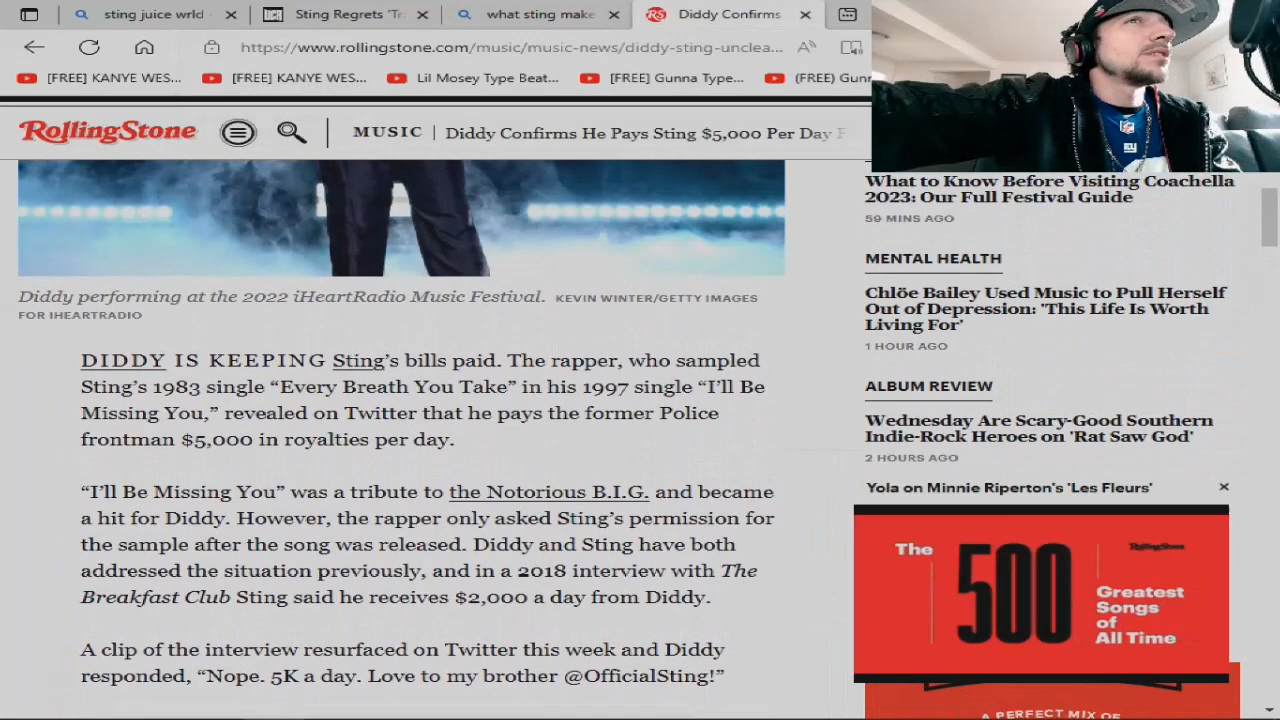 sting juice wrld
Sting Regrets 'Tr
what sting make
Diddy Confirms
https://www.rollingstone.com/music/music-news/diddy-sting-unclea...
[FREE] KANYE WES...
[FREE] KANYE WES...
Lil Mosey Type Beat...
[FREE] Gunna Type...
(FREE) Gunn
RollingStone
MUSIC
Diddy Confirms He Pays Sting $5,000 Per Day F
Diddy performing at the 2022 iHeartRadio Music Festival. KEVIN WINTER/GETTY IMAGES
FOR IHEARTRADIO
DIDDY IS KEEPING Sting's bills paid. The rapper, who sampled
Sting's 1983 single “Every Breath You Take” in his 1997 single “I'll Be
Missing You,” revealed on Twitter that he pays the former Police
frontman $5,000 in royalties per day.
“I'll Be Missing You” was a tribute to the Notorious B.I.G. and became
a hit for Diddy. However, the rapper only asked Sting's permission for
the sample after the song was released. Diddy and Sting have both
addressed the situation previously, and in a 2018 interview with The
Breakfast Club Sting said he receives $2,000 a day from Diddy.
A clip of the interview resurfaced on Twitter this week and Diddy
responded, “Nope. 5K a day. Love to my brother @OfficialSting!”
What to Know Before Visiting Coachella
2023: Our Full Festival Guide
59 MINS AGO
MENTAL HEALTH
Chlöe Bailey Used Music to Pull Herself
Out of Depression: 'This Life Is Worth
Living For'
1 HOUR AGO
ALBUM REVIEW
Wednesday Are Scary-Good Southern
Indie-Rock Heroes on 'Rat Saw God'
2 HOURS AGO
Yola on Minnie Riperton's 'Les Fleurs'
The
500
RollingStone
Greatest
Songs
of
All Time
A PERFECT MIX OF
NFL